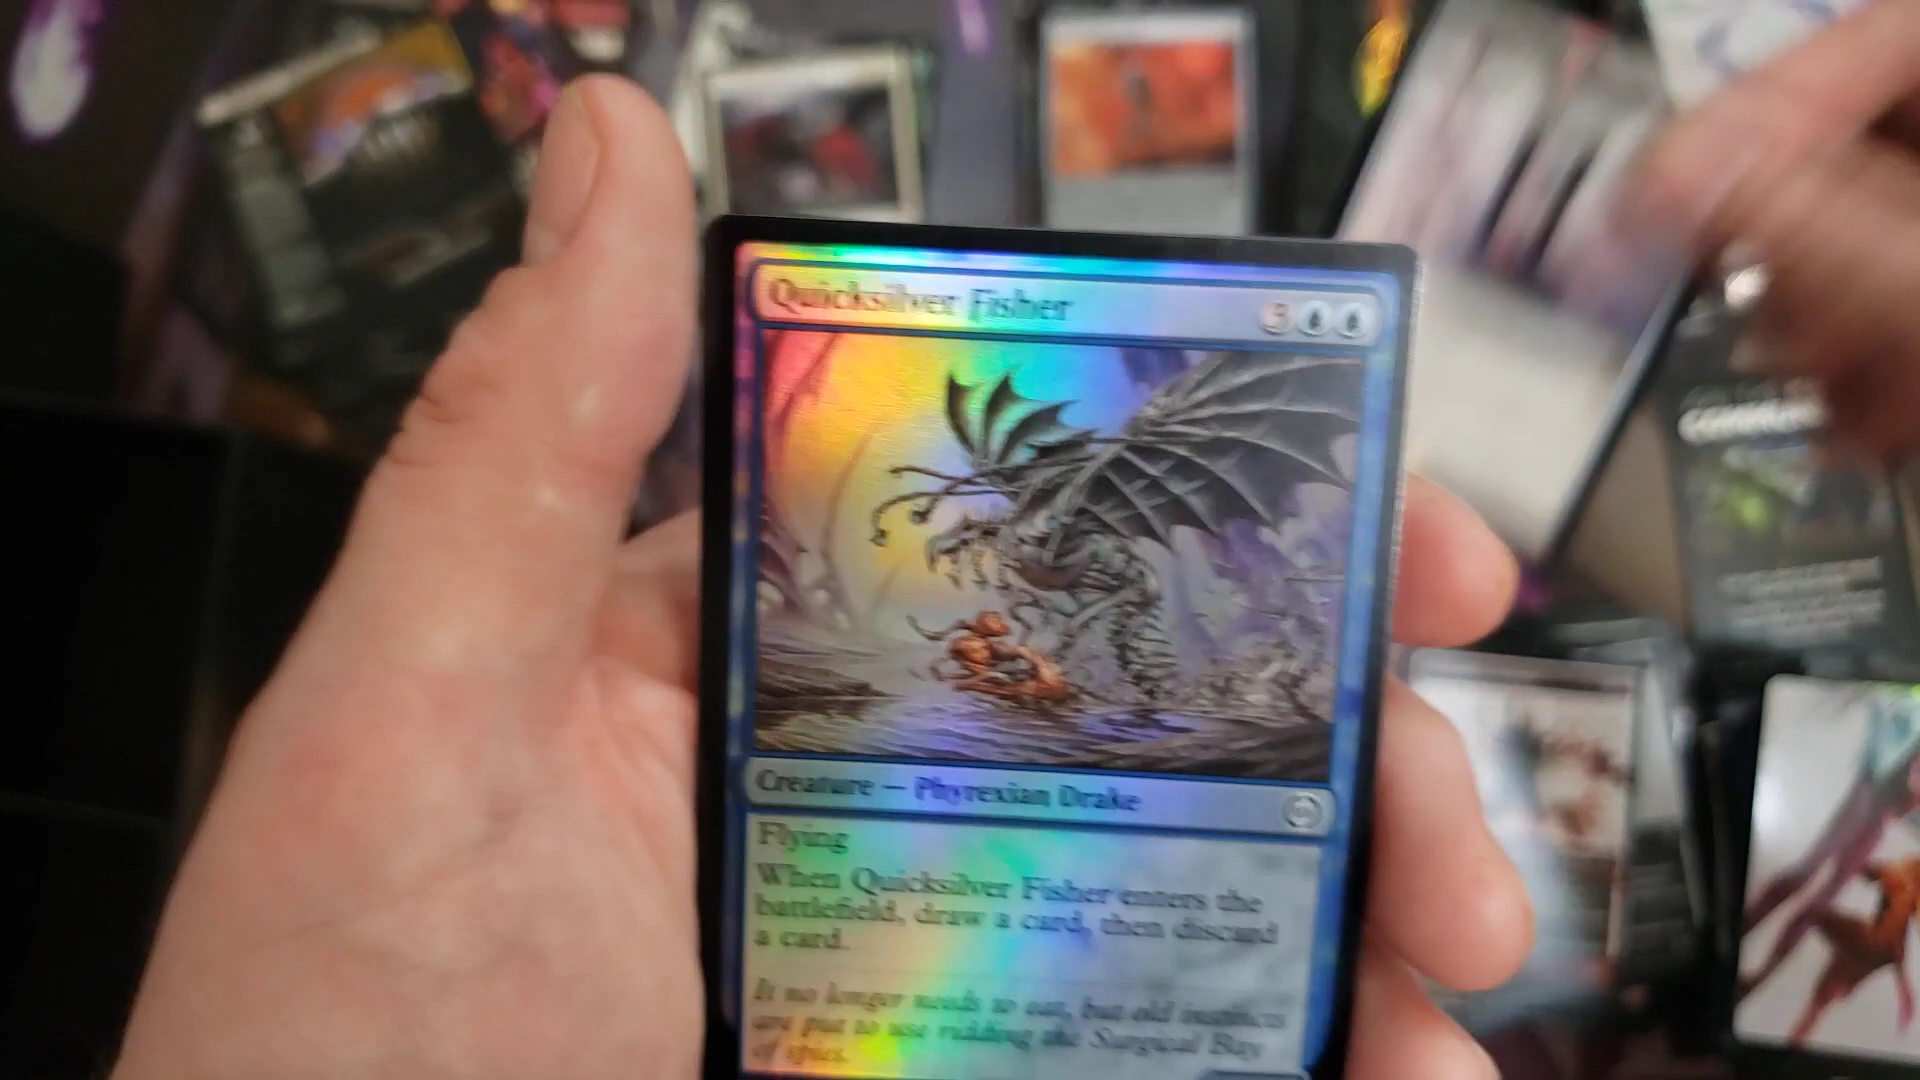 Quicksilver Fisher
Creature — Phyrexian Drake
Flying
When Quicksilver Fisher enters the
battlefield, draw a card, then discard
a card.
It no longer needs to eat, but old instincts
are put to use ridding the Surgical Bay
of spies.